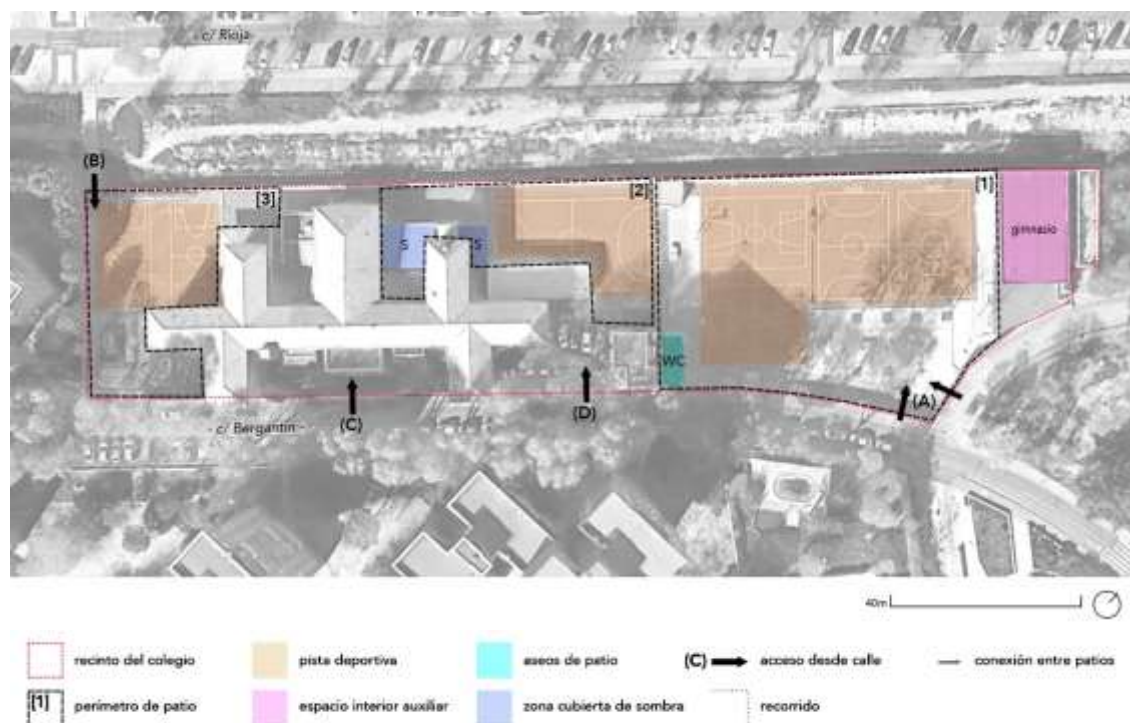 - c/ Rioja -
(B)
[3]
[2]
[1]
S
S
gimnasio
WC
(A)
(C)
(D)
- c/ Bergantín -
40m
recinto del colegio
pista deportiva
aseos de patio
(C)
acceso desde calle
conexión entre patios
[1]
perímetro de patio
espacio interior auxiliar
zona cubierta de sombra
recorrido